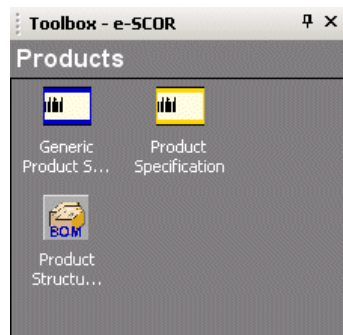 Toolbox - e-SCOR
Products
Generic
Product S...
Product
Specification
BOM
Product
Structu...